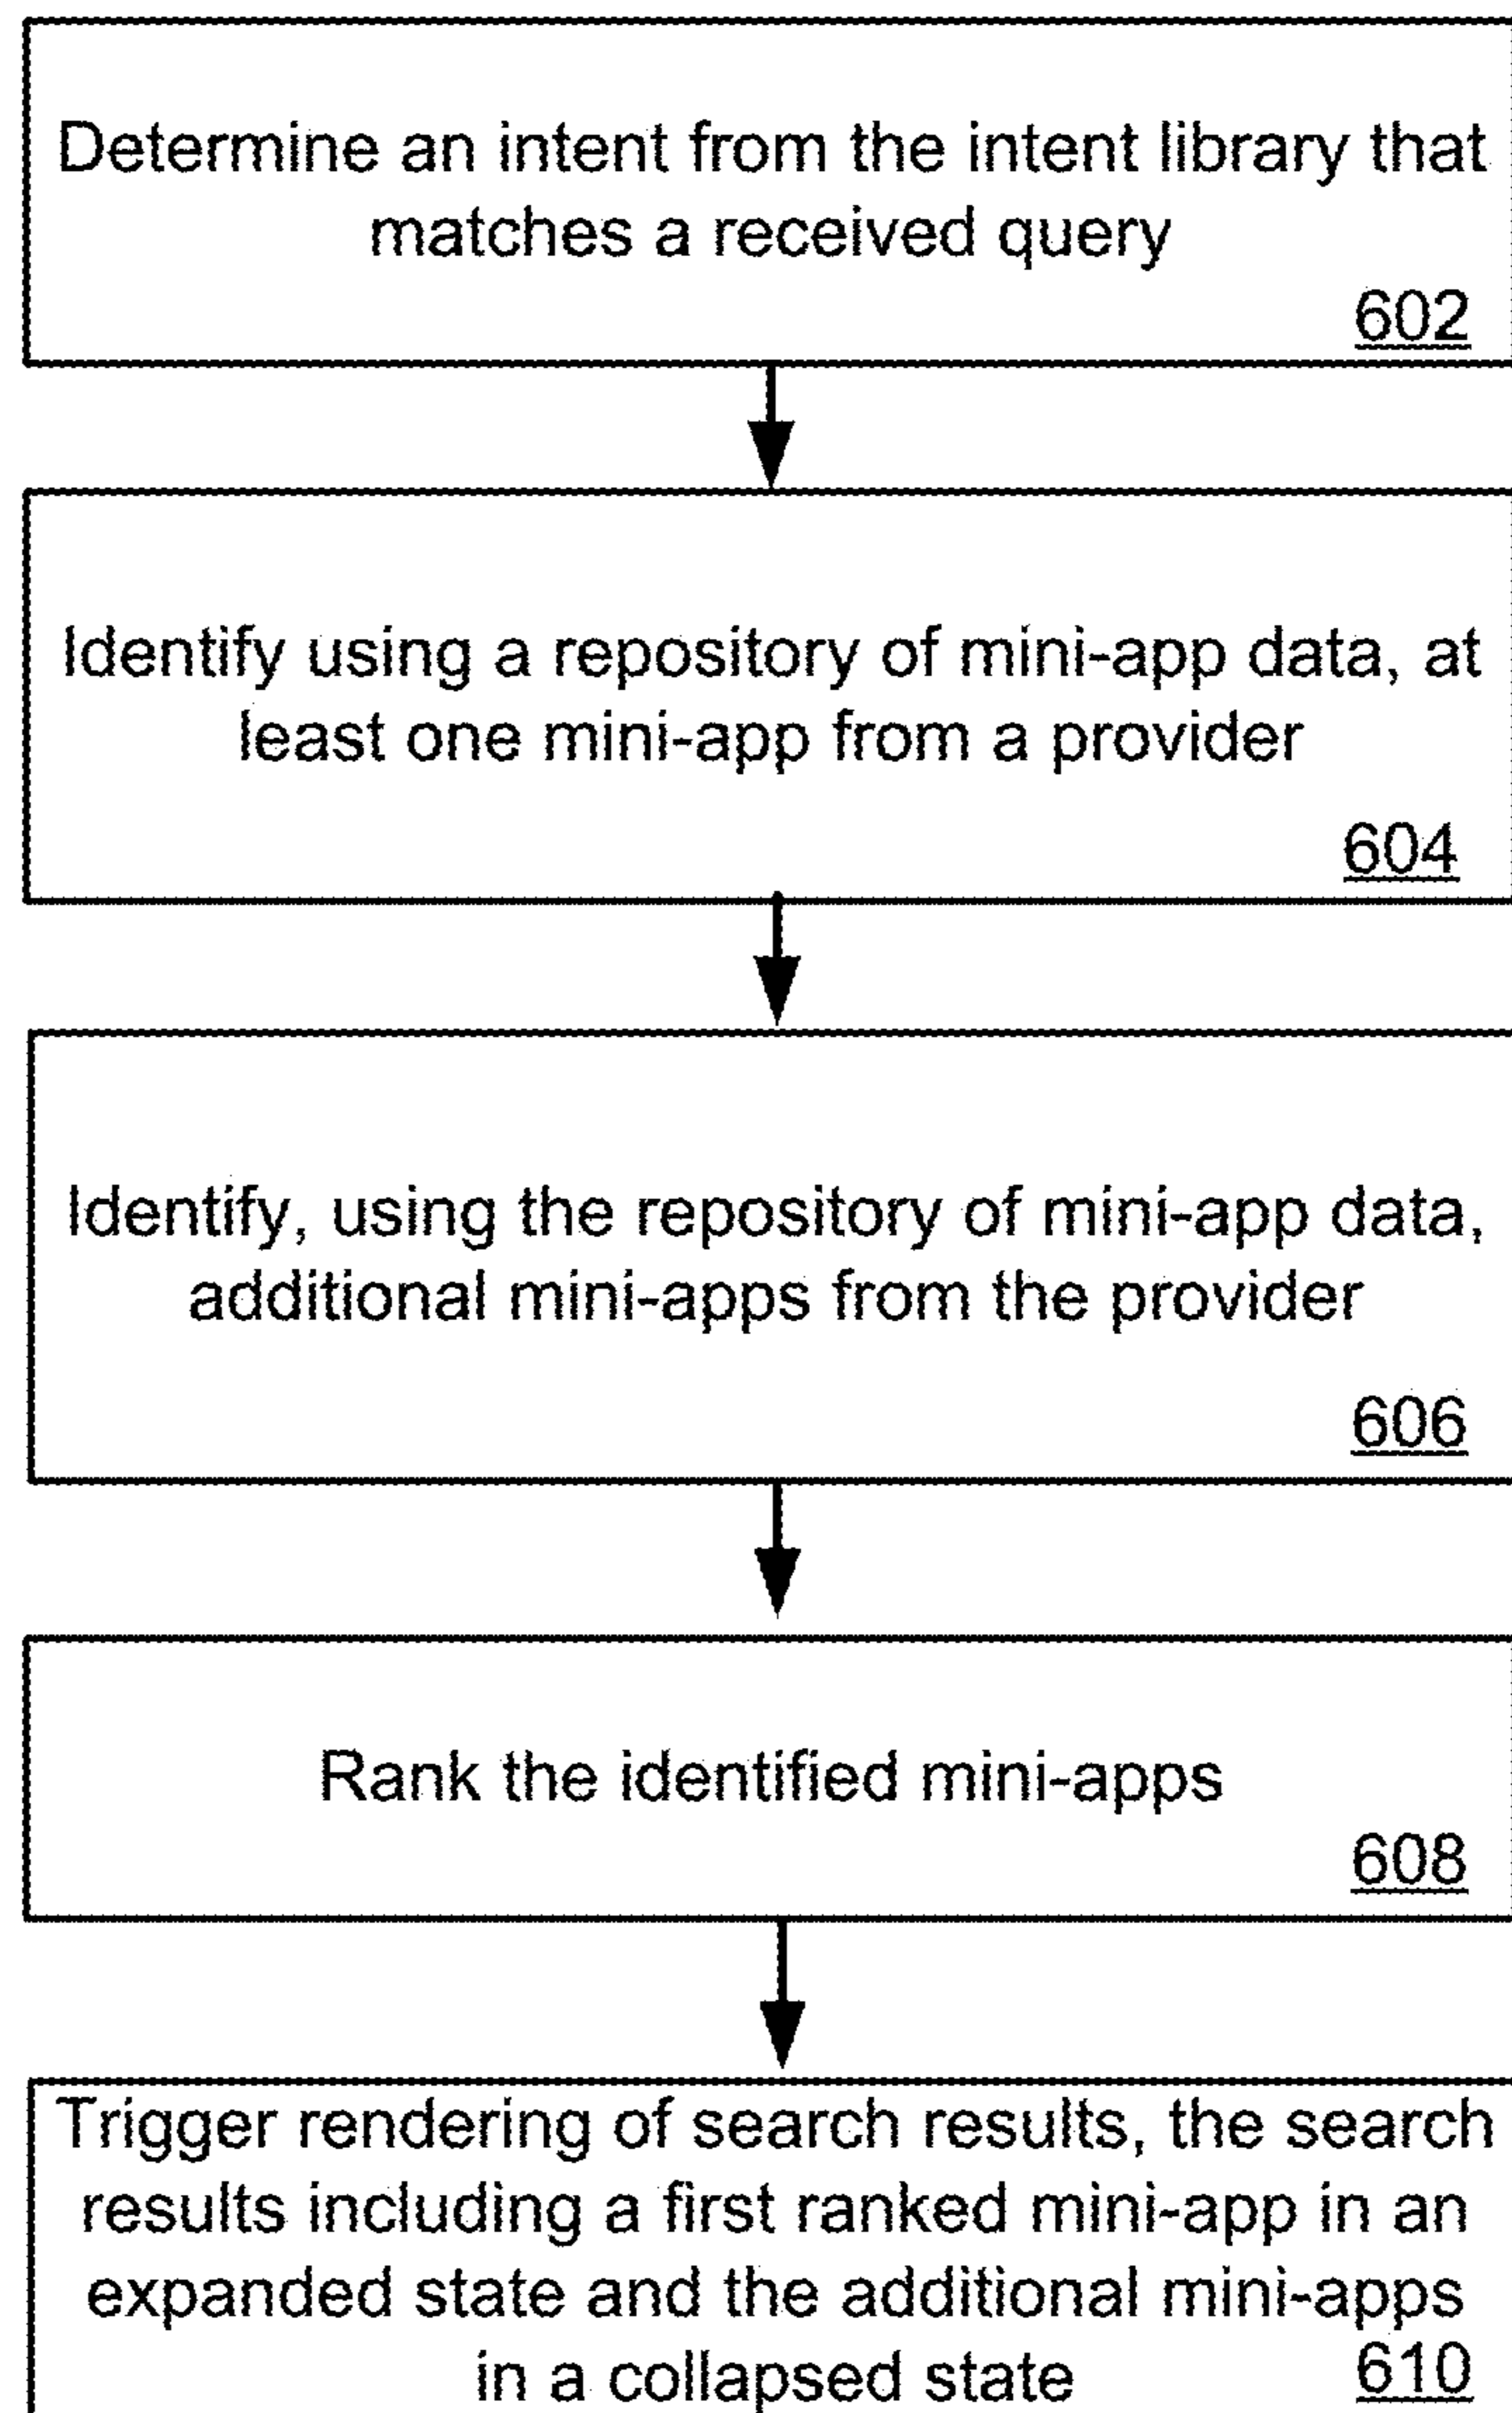 Determine an intent from the intent library that
matches a received query
602
Identify using a repository of mini-app data, at
least one mini-app from a provider
604
Identify, using the repository of mini-app data,
additional mini-apps from the provider
606
Rank the identified mini-apps
608
Trigger rendering of search results, the search
results including a first ranked mini-app in an
expanded state and the additional mini-apps
in a collapsed state
610